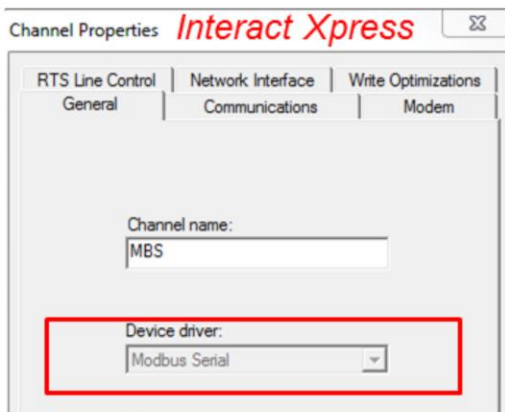 Channel Properties Interact Xpress
RTS Line Control Network Interface Write Optimizations
General Communications Modem
Channel name:
MBS
Device driver:
Modbus Serial